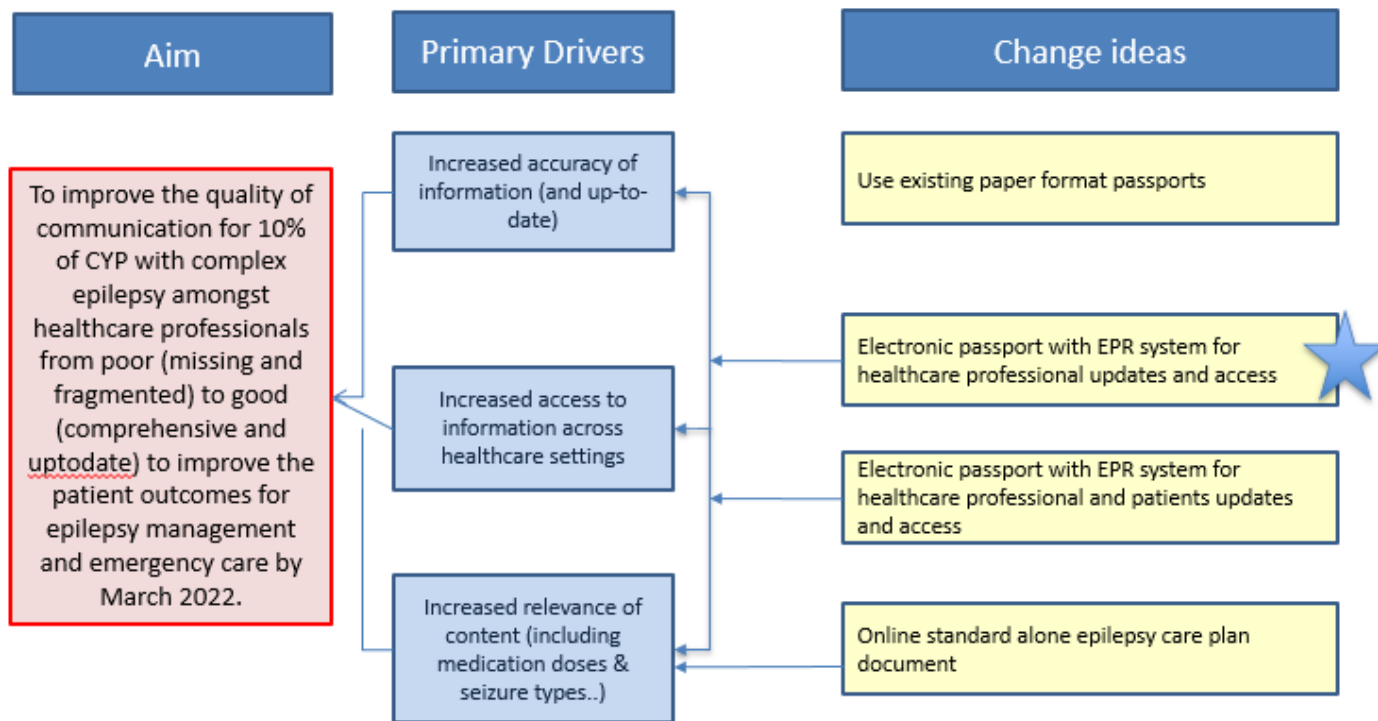 Aim
Primary Drivers
Change ideas
To improve the quality of
communication for 10%
of CYP with complex
epilepsy amongst
healthcare professionals
from poor (missing and
fragmented) to good
(comprehensive and
uptodate) to improve the
patient outcomes for
epilepsy management
and emergency care by
March 2022.
Increased accuracy of
information (and up-to-
date)
Increased access to
information across
healthcare settings
Increased relevance of
content (including
medication doses &
seizure types..)
Use existing paper format passports
Electronic passport with EPR system for
healthcare professional updates and access
Electronic passport with EPR system for
healthcare professional and patients updates
and access
Online standard alone epilepsy care plan
document